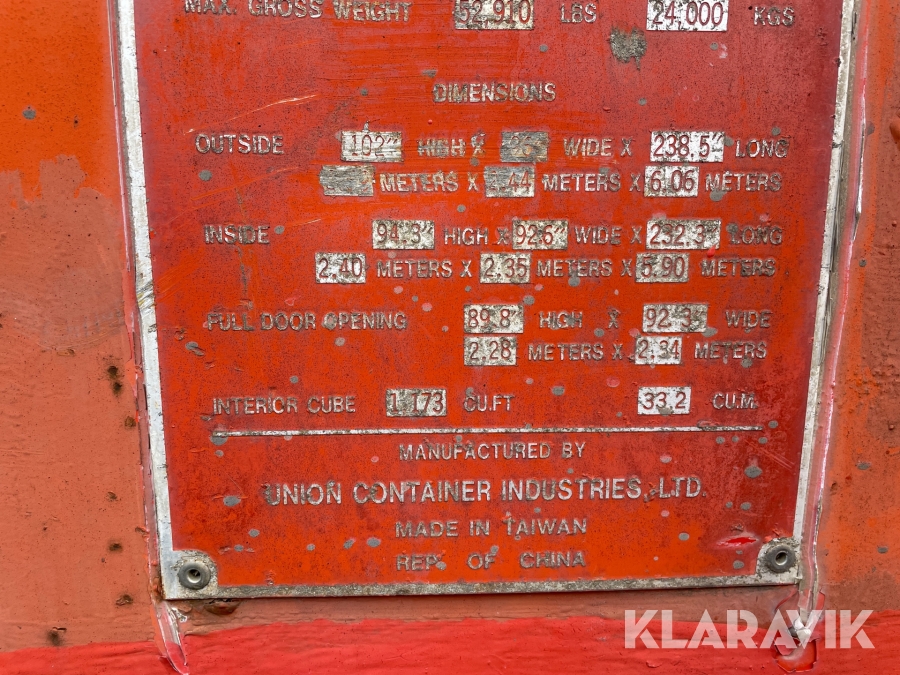 MAX. GROSS WEIGHT 52,910 LBS 24,000 KGS
DIMENSIONS
OUTSIDE 102" HIGH X WIDE X 238.5" LONG
METERS X 2.44 METERS X 6.06 METERS
INSIDE 94.3" HIGH X 92.6" WIDE X 232.3" LONG
2.40 METERS X 2.35 METERS X 5.90 METERS
FULL DOOR OPENING 89.8" HIGH X 92.3" WIDE
2.28 METERS X 2.34 METERS
INTERIOR CUBE 1,173 CU.FT 33.2 CU.M.
MANUFACTURED BY
UNION CONTAINER INDUSTRIES, LTD.
MADE IN TAIWAN
REP. OF CHINA
KLARAVIK